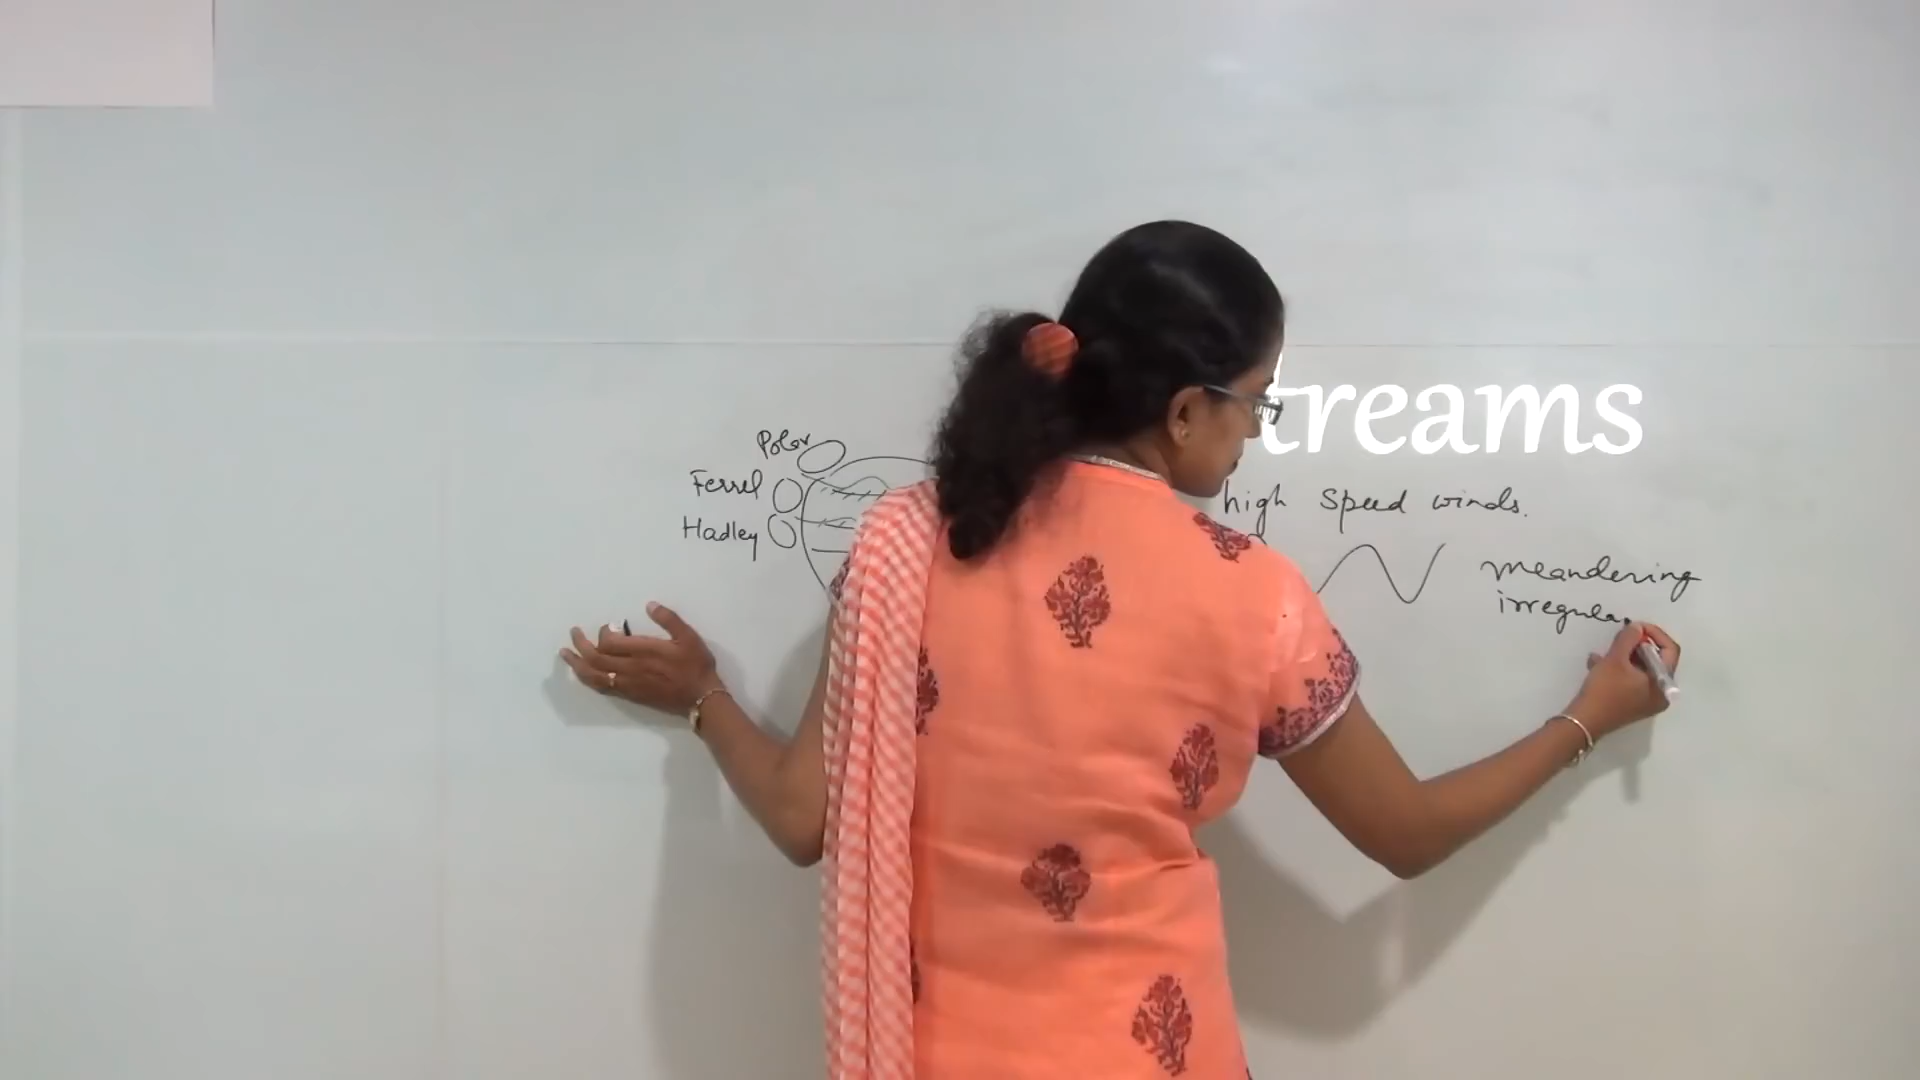 treams
Polar
Ferrel
Hadley
high speed winds.
meandering
irregular